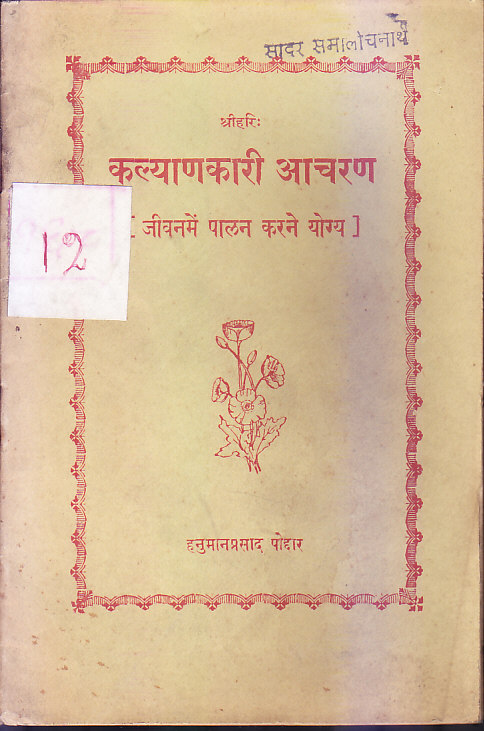 सादर समालोचनार्थ
श्रीहरिः
कल्याणकारी आचरण
[ जीवनमें पालन करने योग्य ]
12
हनुमानप्रसाद पोद्दार